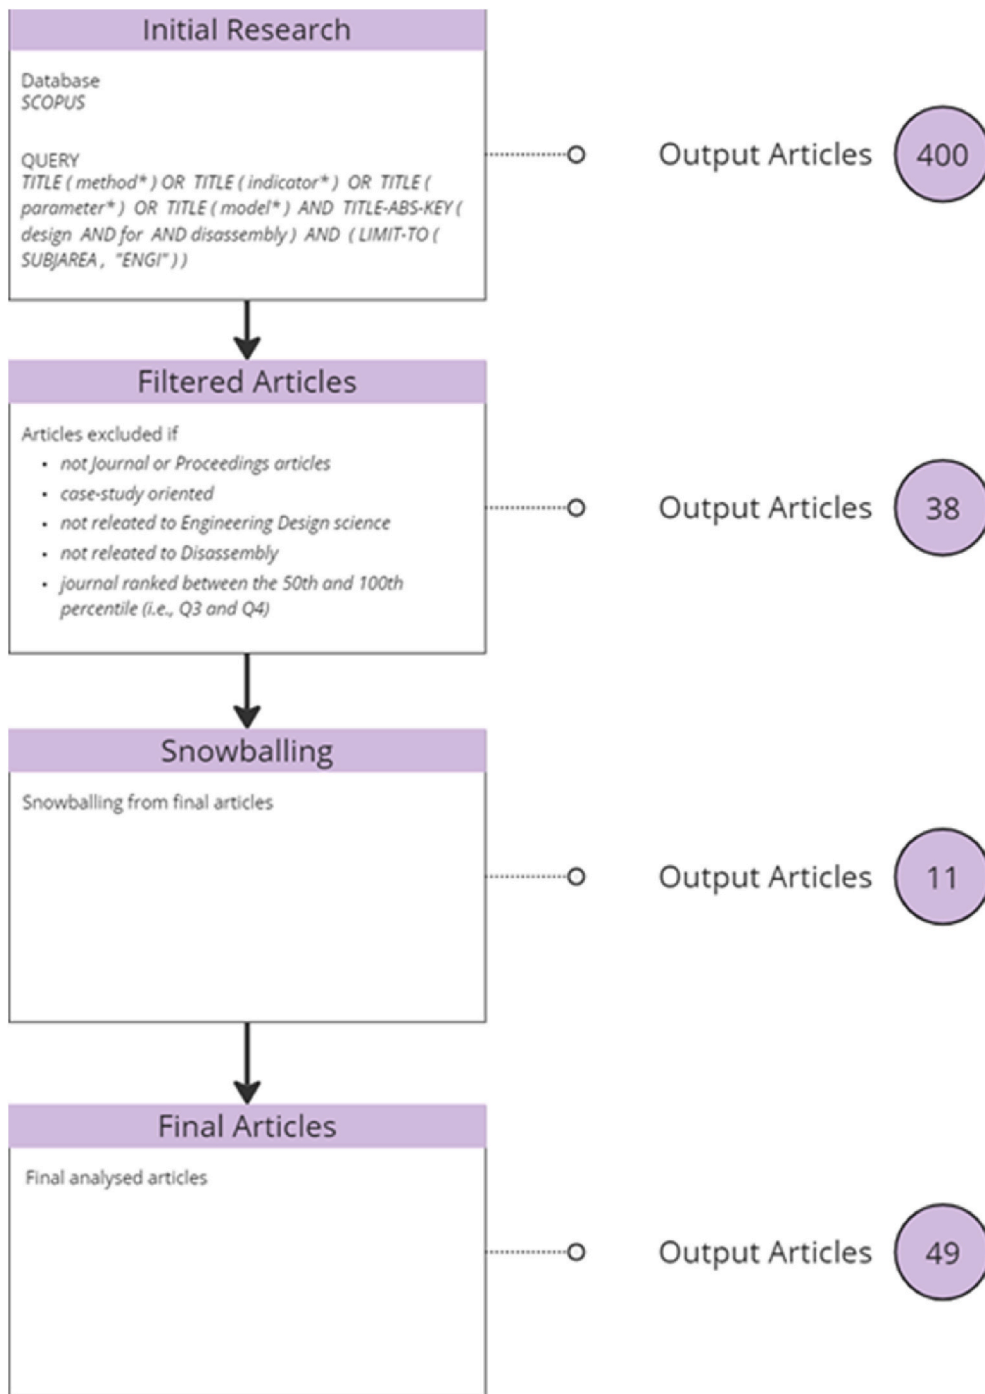 Initial Research
Database
SCOPUS
QUERY
TITLE ( method* ) OR TITLE ( indicator* ) OR TITLE (
parameter* ) OR TITLE ( model* ) AND TITLE-ABS-KEY (
design AND for AND disassembly ) AND ( LIMIT-TO (
SUBJAREA , "ENGI" ) )
Output Articles 400
Filtered Articles
Articles excluded if
• not Journal or Proceedings articles
• case-study oriented
• not releated to Engineering Design science
• not releated to Disassembly
• journal ranked between the 50th and 100th
percentile (i.e., Q3 and Q4)
Output Articles 38
Snowballing
Snowballing from final articles
Output Articles 11
Final Articles
Final analysed articles
Output Articles 49